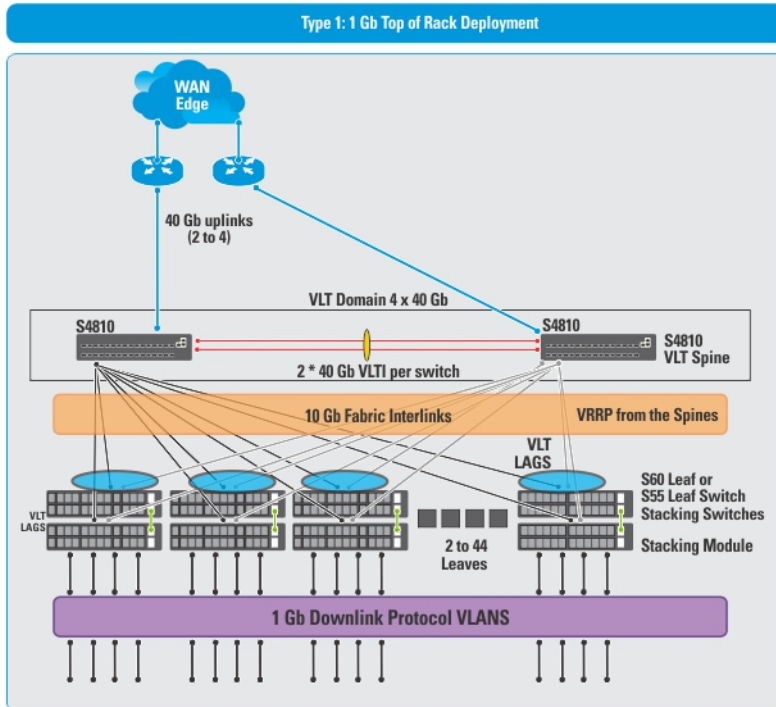 Type 1: 1 Gb Top of Rack Deployment
WAN
Edge
40 Gb uplinks
(2 to 4)
VLT Domain 4 x 40 Gb
S4810
S4810
S4810
VLT Spine
2 * 40 Gb VLTI per switch
10 Gb Fabric Interlinks
VRRP from the Spines
VLT
LAGS
S60 Leaf or
S55 Leaf Switch
Stacking Switches
VLT
LAGS
Stacking Module
2 to 44
Leaves
1 Gb Downlink Protocol VLANS